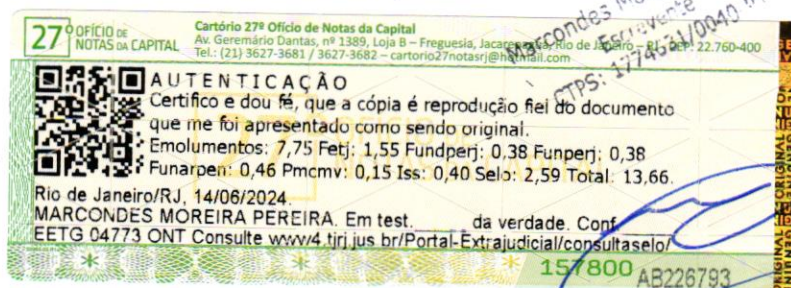 27º OFÍCIO DE NOTAS DA CAPITAL
Cartório 27º Ofício de Notas da Capital
Av. Geremário Dantas, nº 1389, Loja B – Freguesia, Jacarepaguá, Rio de Janeiro – RJ, CEP: 22.760-400
Tel.: (21) 3627-3681 / 3627-3682 – cartorio27notasrj@hotmail.com
Marcondes
Escrevente
CTPS: 1774631/0040
AUTENTICAÇÃO
Certifico e dou fé, que a cópia é reprodução fiel do documento
que me foi apresentado como sendo original.
Emolumentos: 7,75 Fetj: 1,55 Fundperj: 0,38 Funperj: 0,38
Funarpen: 0,46 Pmcmv: 0,15 Iss: 0,40 Selo: 2,59 Total: 13,66.
Rio de Janeiro/RJ, 14/06/2024.
MARCONDES MOREIRA PEREIRA. Em test.______ da verdade. Conf______
EETG 04773 ONT Consulte www4.tjrj.jus br/Portal-Extrajudicial/consultaselo/
157800 AB226793